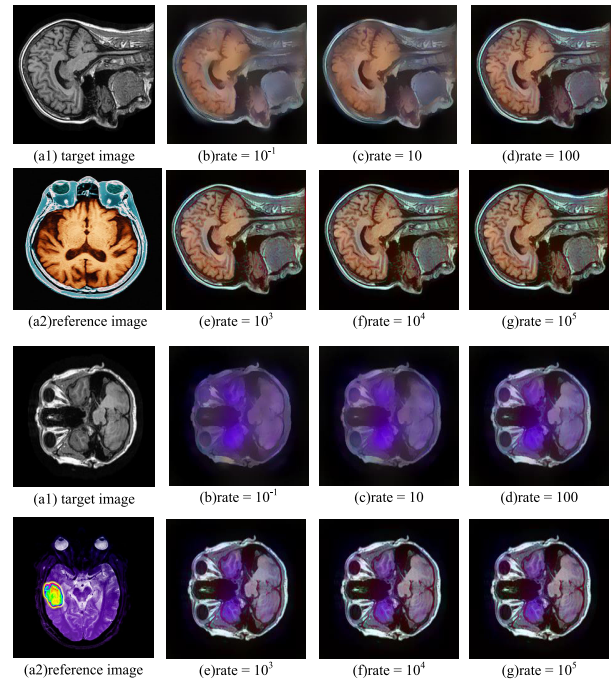 (a1) target image
(b)rate = 10⁻¹
(c)rate = 10
(d)rate = 100
(a2)reference image
(e)rate = 10³
(f)rate = 10⁴
(g)rate = 10⁵
(a1) target image
(b)rate = 10⁻¹
(c)rate = 10
(d)rate = 100
(a2)reference image
(e)rate = 10³
(f)rate = 10⁴
(g)rate = 10⁵